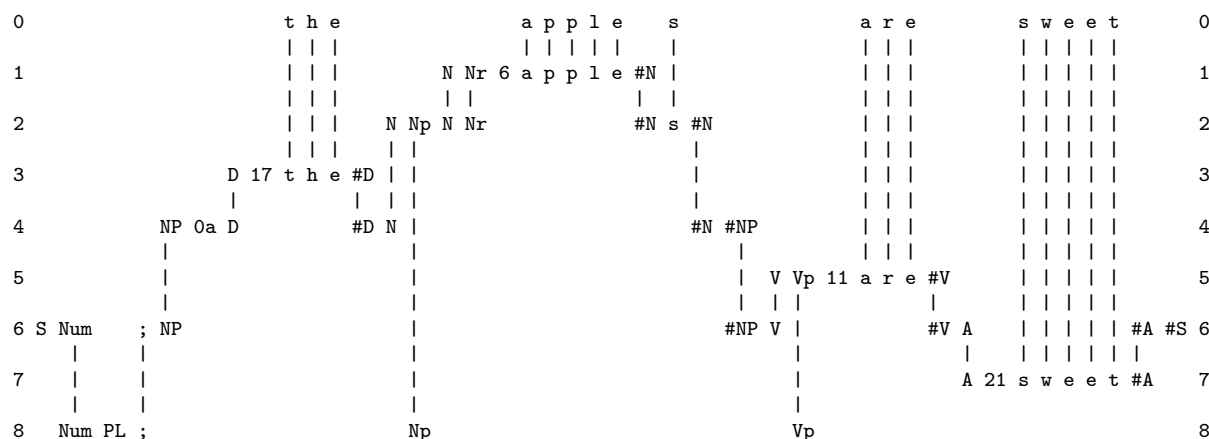 0 t h e a p p l e s a r e s w e e t 0
1 N Nr 6 a p p l e #N 1
2 N Np N Nr #N s #N 2
3 D 17 t h e #D 3
4 NP 0a D #D N #N #NP 4
5 V Vp 11 a r e #V 5
6 S Num ; NP #NP V #V A #A #S 6
7 A 21 s w e e t #A 7
8 Num PL ; Np Vp 8